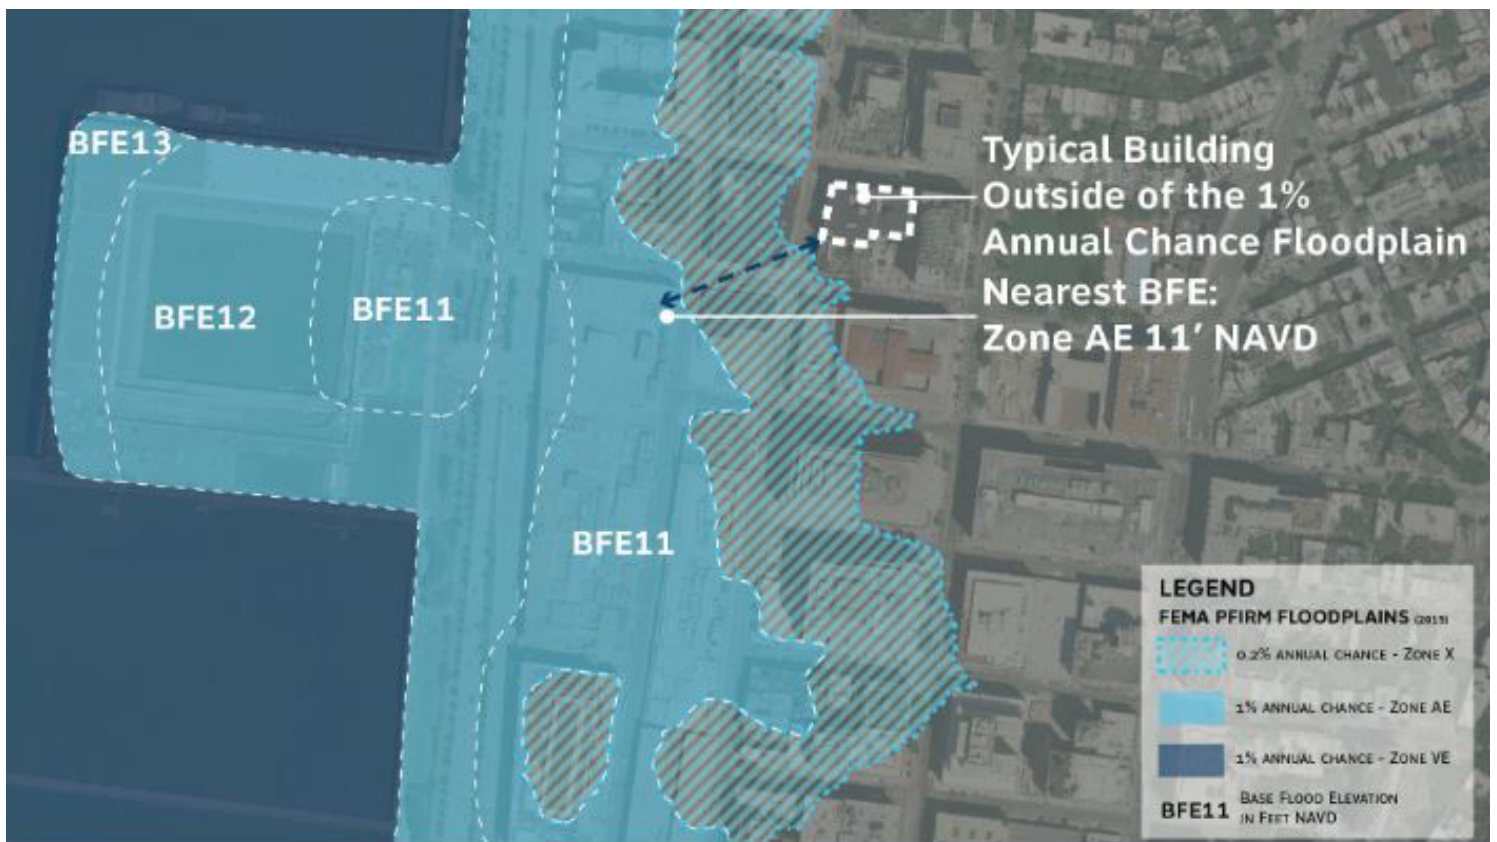 BFE13
Typical Building
Outside of the 1%
Annual Chance Floodplain
Nearest BFE:
Zone AE 11' NAVD
BFE12
BFE11
BFE11
LEGEND
FEMA PFIRM FLOODPLAINS (2015)
0.2% ANNUAL CHANCE - ZONE X
1% ANNUAL CHANCE - ZONE AE
1% ANNUAL CHANCE - ZONE VE
BFE11 BASE FLOOD ELEVATION
IN FEET NAVD